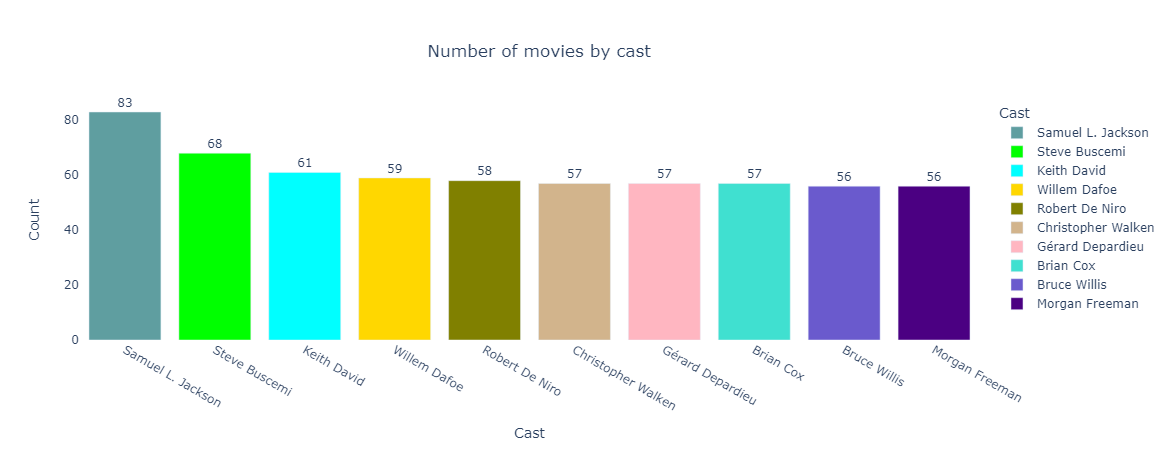 Number of movies by cast
83
68
61
59
58
57
57
57
56
56
80
60
40
20
0
Count
Samuel L. Jackson
Steve Buscemi
Keith David
Willem Dafoe
Robert De Niro
Christopher Walken
Gérard Depardieu
Brian Cox
Bruce Willis
Morgan Freeman
Cast
Cast
Samuel L. Jackson
Steve Buscemi
Keith David
Willem Dafoe
Robert De Niro
Christopher Walken
Gérard Depardieu
Brian Cox
Bruce Willis
Morgan Freeman